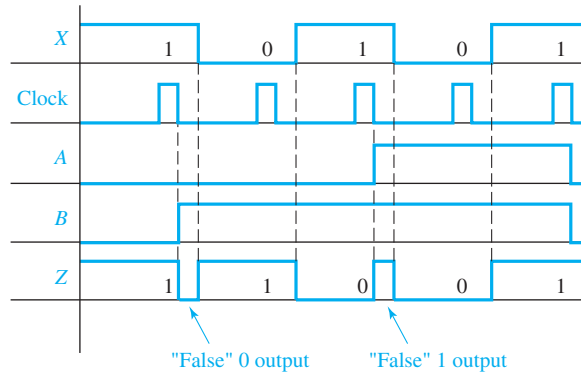 X 1 0 1 0 1
Clock
A
B
Z 1 1 0 0 1
"False" 0 output "False" 1 output